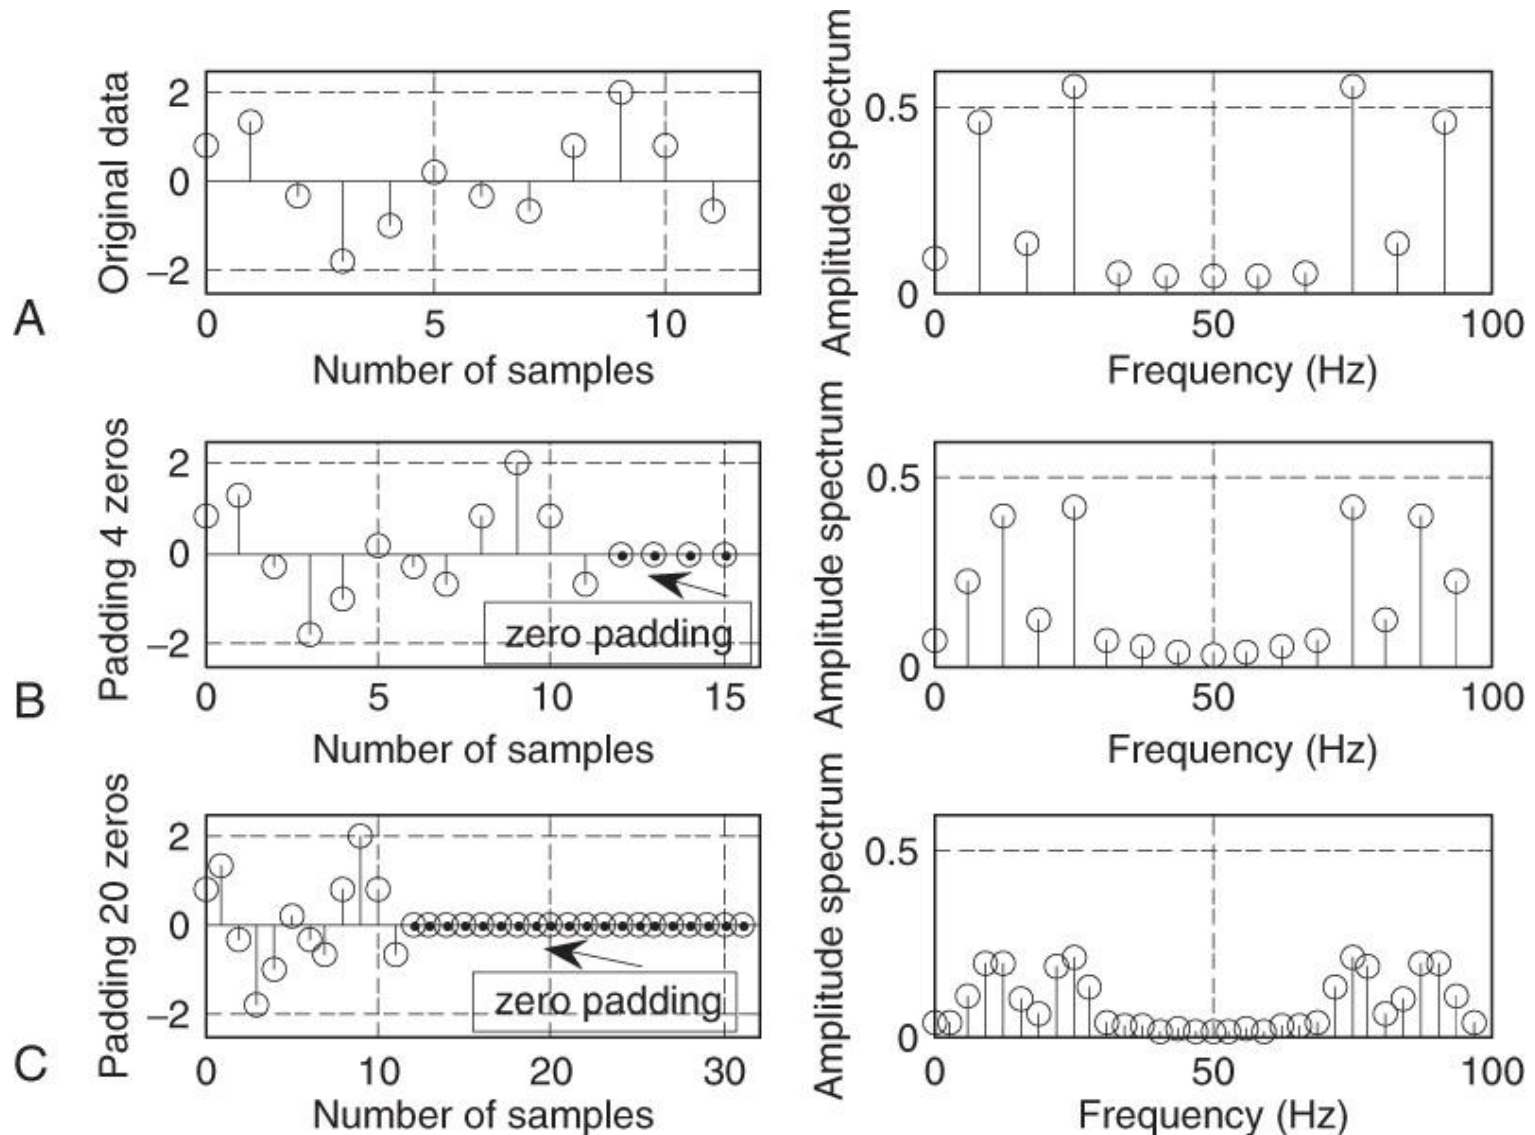 Original data
2
0
−2
0 5 10
Number of samples
Amplitude spectrum
0.5
0
0 50 100
Frequency (Hz)
A
Padding 4 zeros
2
0
−2
zero padding
0 5 10 15
Number of samples
Amplitude spectrum
0.5
0
0 50 100
Frequency (Hz)
B
Padding 20 zeros
2
0
−2
zero padding
0 10 20 30
Number of samples
Amplitude spectrum
0.5
0
0 50 100
Frequency (Hz)
C